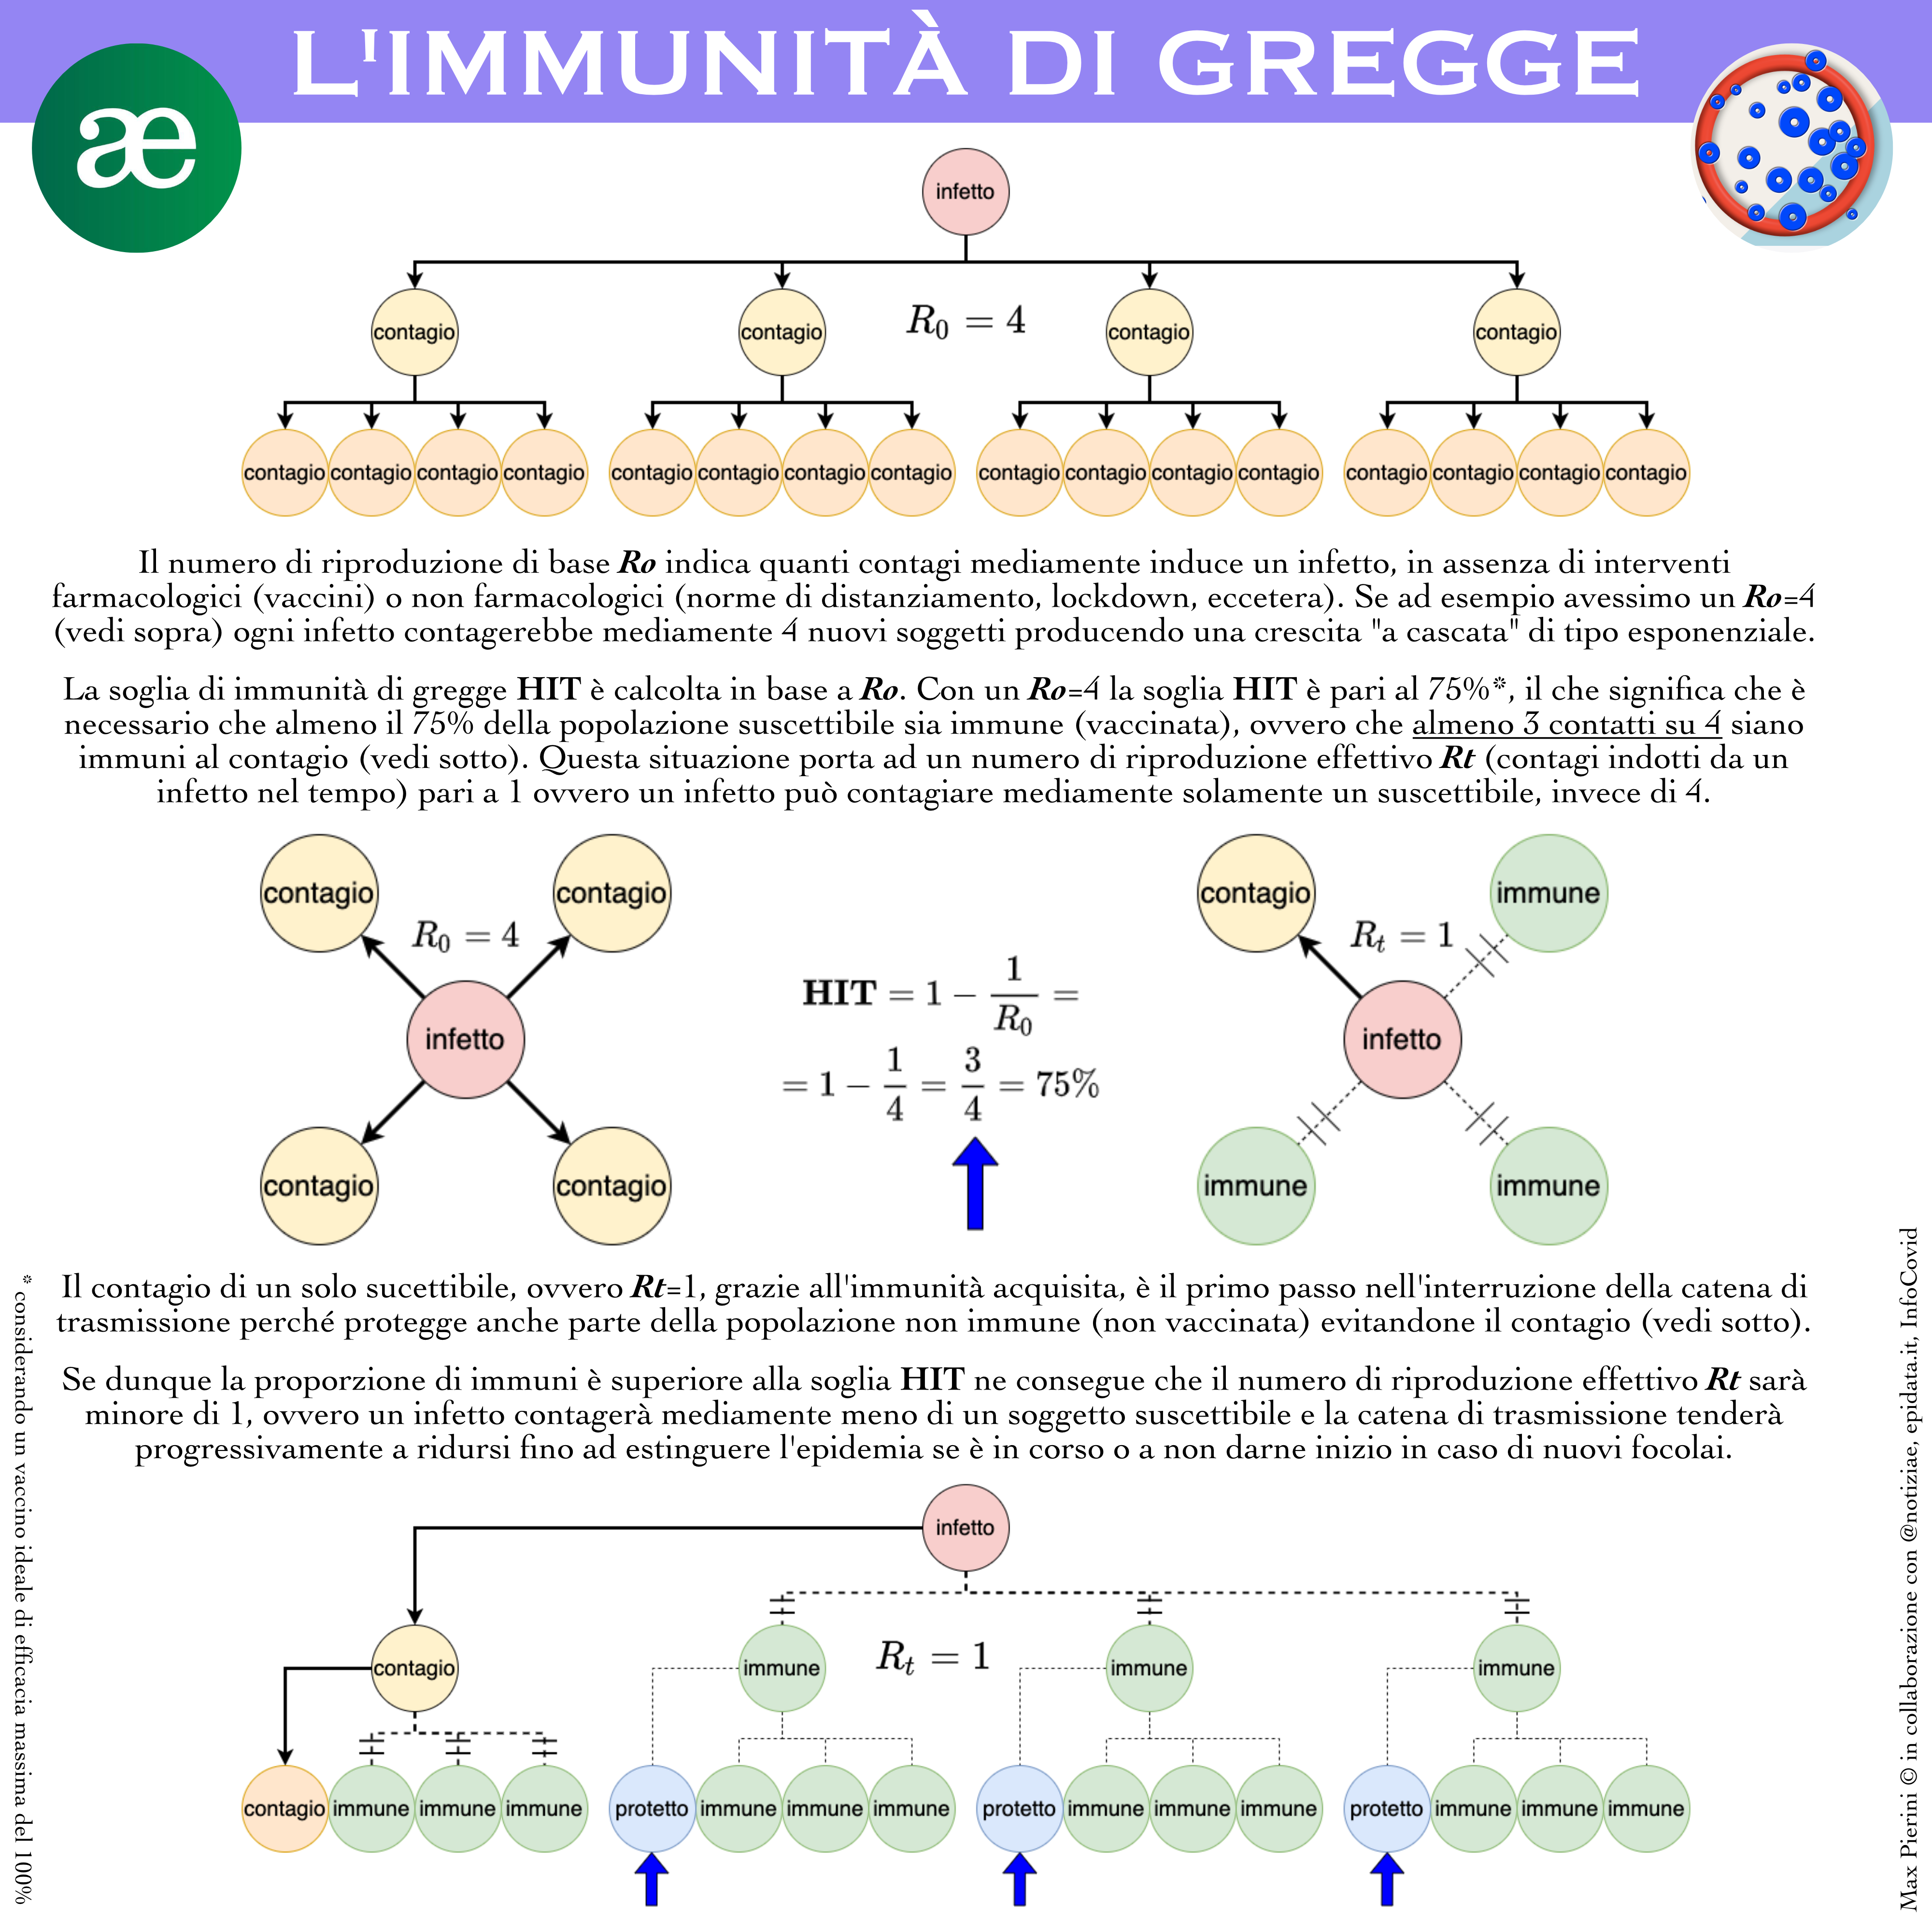 L'IMMUNITÀ DI GREGGE
æ
infetto
contagio contagio R₀ = 4 contagio contagio
contagio contagio contagio contagio contagio contagio contagio contagio contagio contagio contagio contagio contagio contagio contagio contagio
Il numero di riproduzione di base Ro indica quanti contagi mediamente induce un infetto, in assenza di interventi
farmacologici (vaccini) o non farmacologici (norme di distanziamento, lockdown, eccetera). Se ad esempio avessimo un Ro=4
(vedi sopra) ogni infetto contagerebbe mediamente 4 nuovi soggetti producendo una crescita "a cascata" di tipo esponenziale.
La soglia di immunità di gregge HIT è calcolta in base a Ro. Con un Ro=4 la soglia HIT è pari al 75%*, il che significa che è
necessario che almeno il 75% della popolazione suscettibile sia immune (vaccinata), ovvero che almeno 3 contatti su 4 siano
immuni al contagio (vedi sotto). Questa situazione porta ad un numero di riproduzione effettivo Rt (contagi indotti da un
infetto nel tempo) pari a 1 ovvero un infetto può contagiare mediamente solamente un suscettibile, invece di 4.
contagio contagio
R₀ = 4
infetto
contagio contagio
HIT = 1 − 1/R₀ =
= 1 − 1/4 = 3/4 = 75%
contagio immune
Rₜ = 1
infetto
immune immune
Il contagio di un solo sucettibile, ovvero Rt=1, grazie all'immunità acquisita, è il primo passo nell'interruzione della catena di
trasmissione perché protegge anche parte della popolazione non immune (non vaccinata) evitandone il contagio (vedi sotto).
Se dunque la proporzione di immuni è superiore alla soglia HIT ne consegue che il numero di riproduzione effettivo Rt sarà
minore di 1, ovvero un infetto contagerà mediamente meno di un soggetto suscettibile e la catena di trasmissione tenderà
progressivamente a ridursi fino ad estinguere l'epidemia se è in corso o a non darne inizio in caso di nuovi focolai.
infetto
contagio immune Rₜ = 1 immune immune
contagio immune immune immune protetto immune immune immune protetto immune immune immune protetto immune immune immune
* considerando un vaccino ideale di efficacia massima del 100%
Max Pierini © in collaborazione con @notiziae, epidata.it, InfoCovid